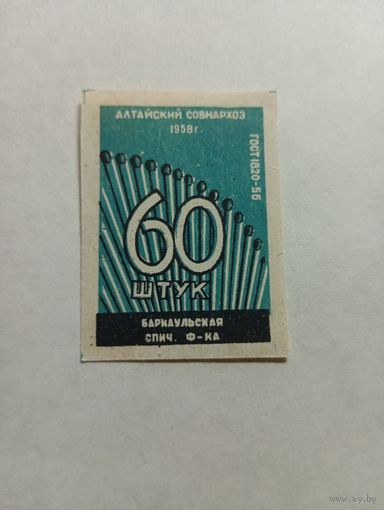 АЛТАЙСКИЙ СОВНАРХОЗ
1958г.
ГОСТ 1820-56
60
ШТУК
БАРНАУЛЬСКАЯ
СПИЧ. Ф-КА
www.ay.by